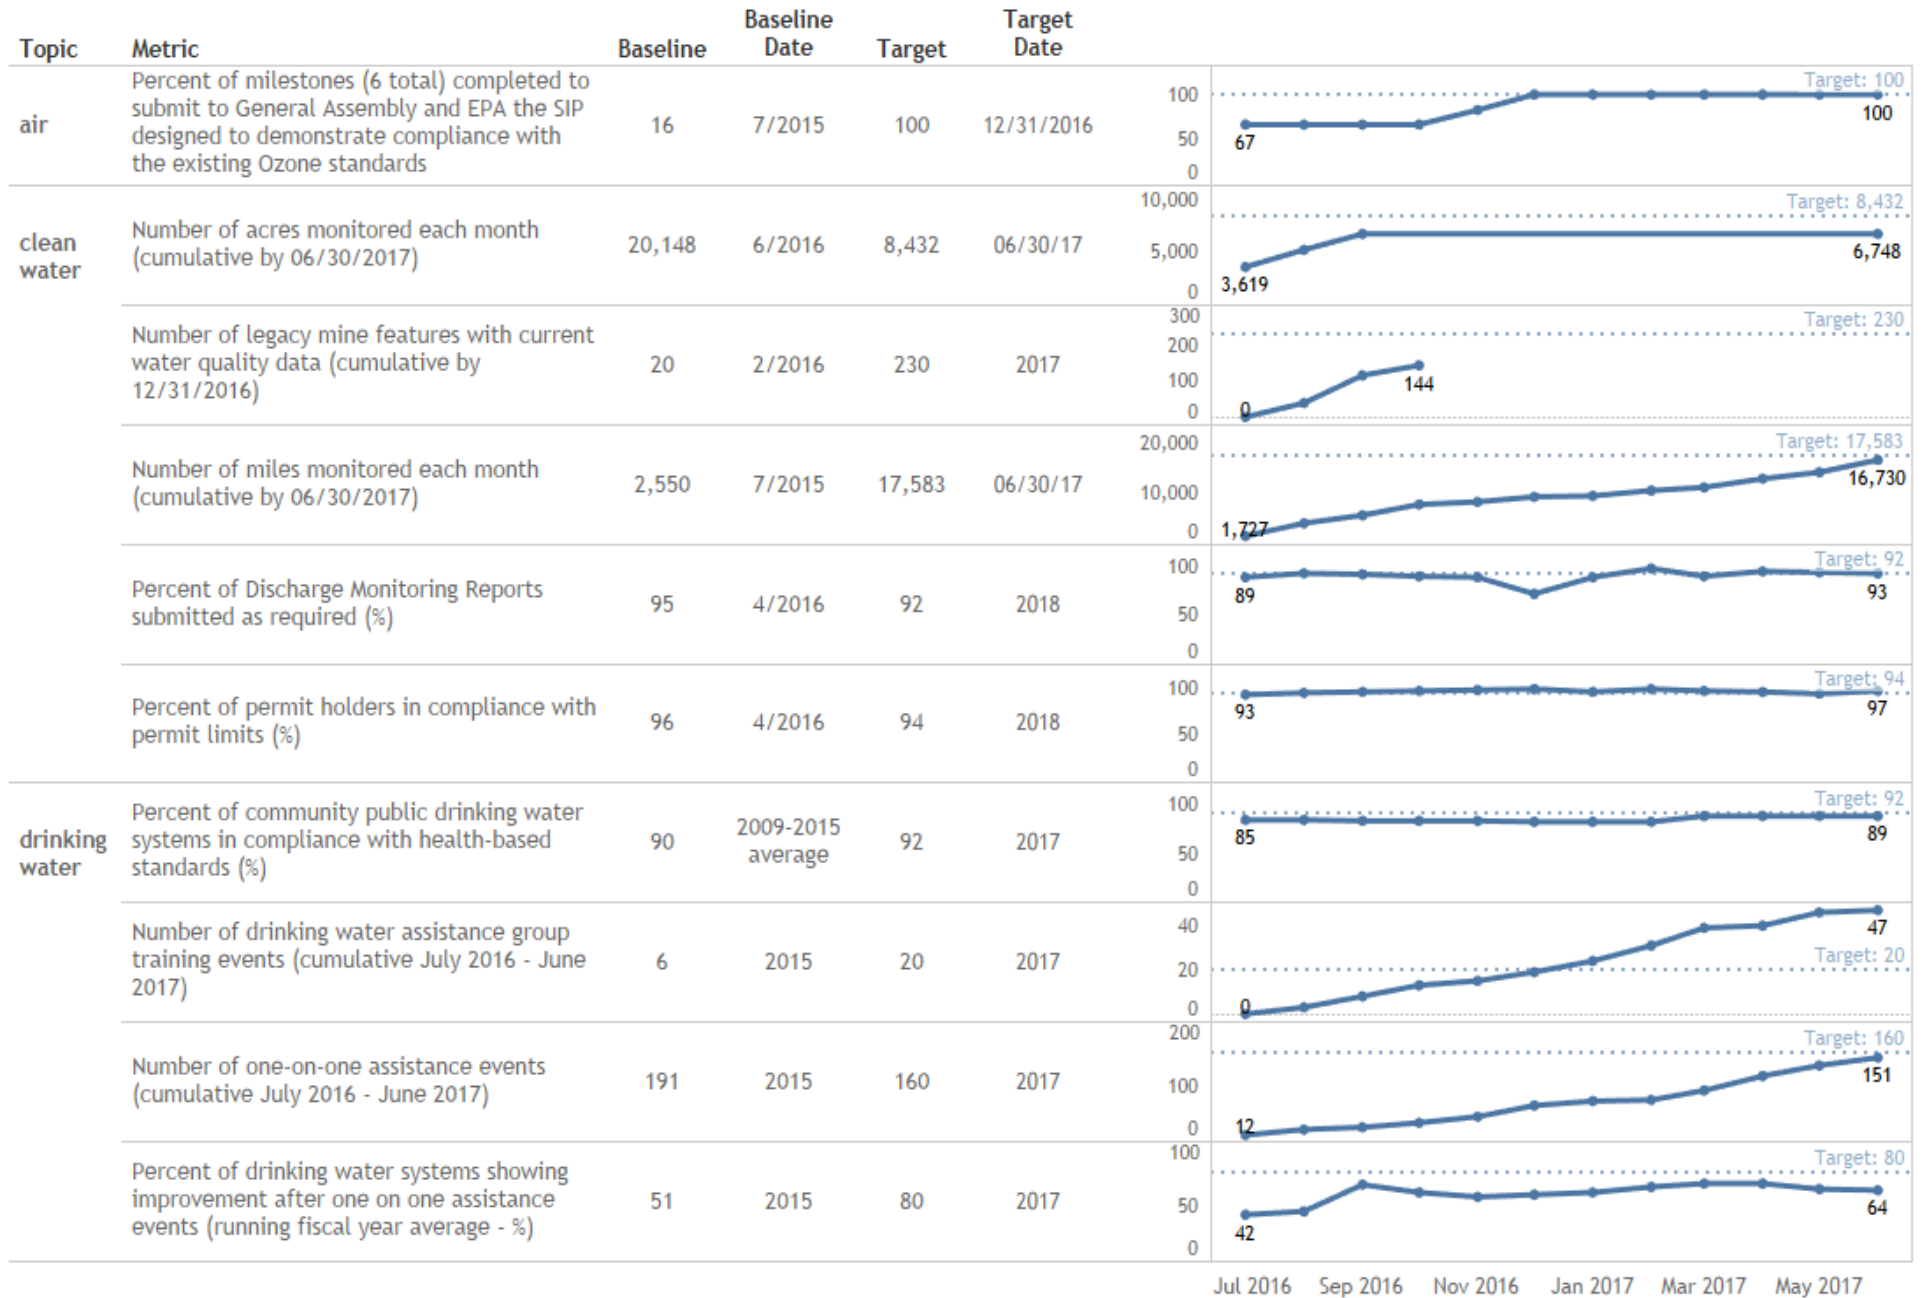 Baseline Target
Topic Metric Baseline Date Target Date
Percent of milestones (6 total) completed to
submit to General Assembly and EPA the SIP
designed to demonstrate compliance with
the existing Ozone standards
air 16 7/2015 100 12/31/2016
100
50
0
Target: 100
67
100
clean
water
Number of acres monitored each month
(cumulative by 06/30/2017)
20,148 6/2016 8,432 06/30/17
10,000
5,000
0
Target: 8,432
3,619
6,748
Number of legacy mine features with current
water quality data (cumulative by
12/31/2016)
20 2/2016 230 2017
300
200
100
0
Target: 230
0
144
Number of miles monitored each month
(cumulative by 06/30/2017)
2,550 7/2015 17,583 06/30/17
20,000
10,000
0
Target: 17,583
1,727
16,730
Percent of Discharge Monitoring Reports
submitted as required (%)
95 4/2016 92 2018
100
50
0
Target: 92
89
93
Percent of permit holders in compliance with
permit limits (%)
96 4/2016 94 2018
100
50
0
Target: 94
93
97
drinking
water
Percent of community public drinking water
systems in compliance with health-based
standards (%)
90 2009-2015 92 2017
average
100
50
0
Target: 92
85
89
Number of drinking water assistance group
training events (cumulative July 2016 - June
2017)
6 2015 20 2017
40
20
0
Target: 20
0
47
Number of one-on-one assistance events
(cumulative July 2016 - June 2017)
191 2015 160 2017
200
100
0
Target: 160
12
151
Percent of drinking water systems showing
improvement after one on one assistance
events (running fiscal year average - %)
51 2015 80 2017
100
50
0
Target: 80
42
64
Jul 2016 Sep 2016 Nov 2016 Jan 2017 Mar 2017 May 2017